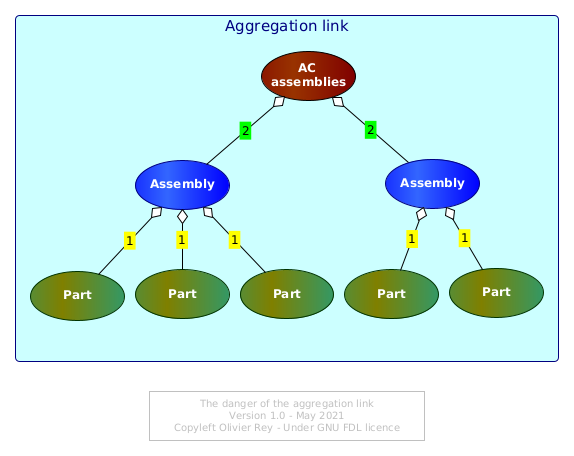 Aggregation link
AC
assemblies
2
2
Assembly
Assembly
1
1
1
1
1
Part
Part
Part
Part
Part
The danger of the aggregation link
Version 1.0 - May 2021
Copyleft Olivier Rey - Under GNU FDL licence